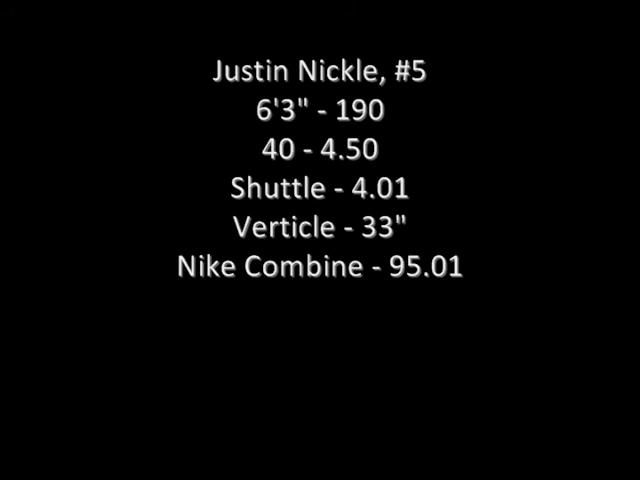 Justin Nickle, #5
6'3" - 190
40 - 4.50
Shuttle - 4.01
Verticle - 33"
Nike Combine - 95.01